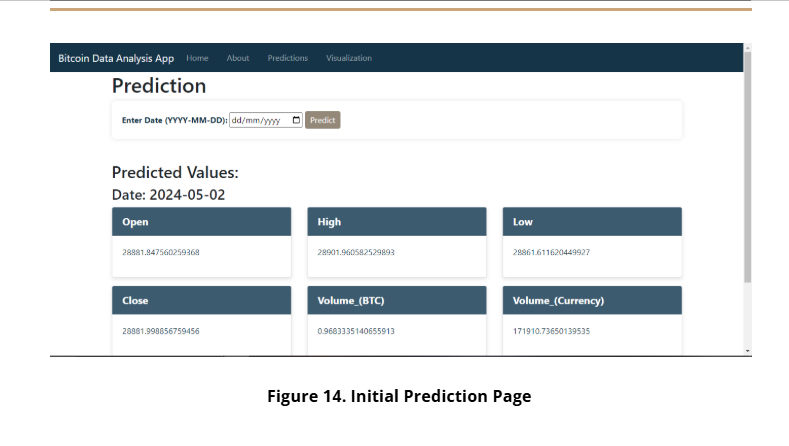 Bitcoin Data Analysis App Home About Predictions Visualization
Prediction
Enter Date (YYYY-MM-DD): dd/mm/yyyy Predict
Predicted Values:
Date: 2024-05-02
Open High Low
28881.847560259368 28901.960582529893 28861.611620449927
Close Volume_(BTC) Volume_(Currency)
28881.998856759456 0.9683335140655913 171910.73650139535
Figure 14. Initial Prediction Page